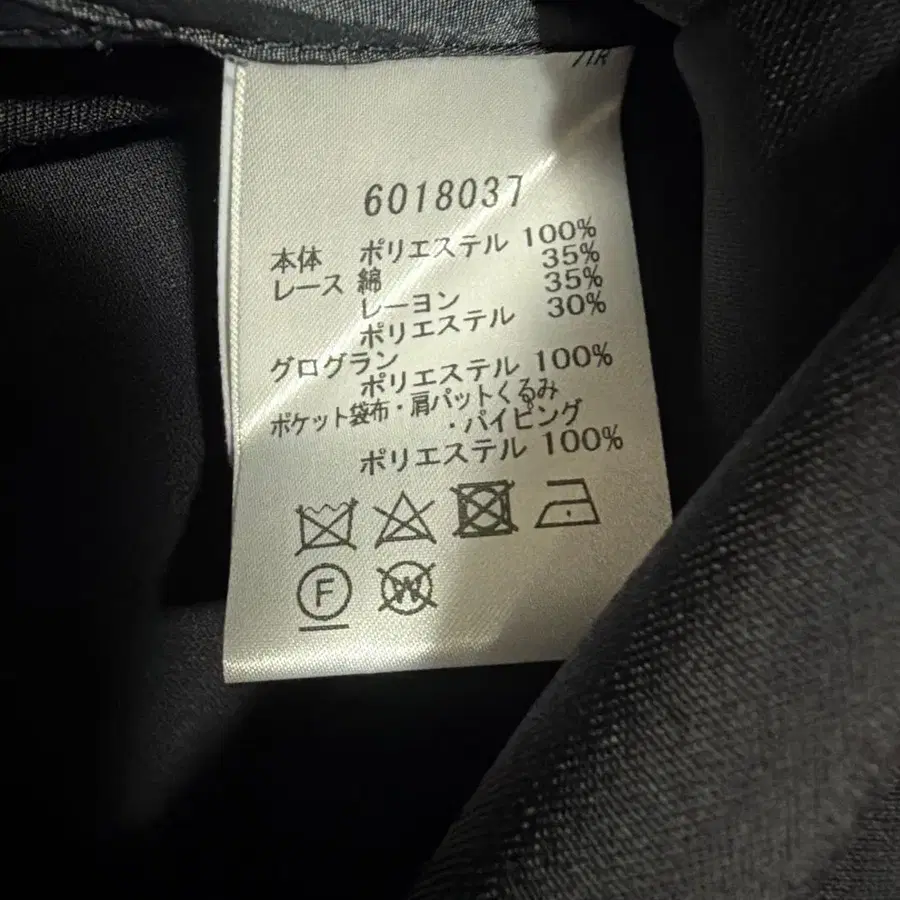 6018037
本体 ポリエステル 100%
レース 綿 35%
レーヨン 35%
ポリエステル 30%
グログラン
ポリエステル 100%
ポケット袋布・肩パットくるみ
・パイピング
ポリエステル 100%
F
W